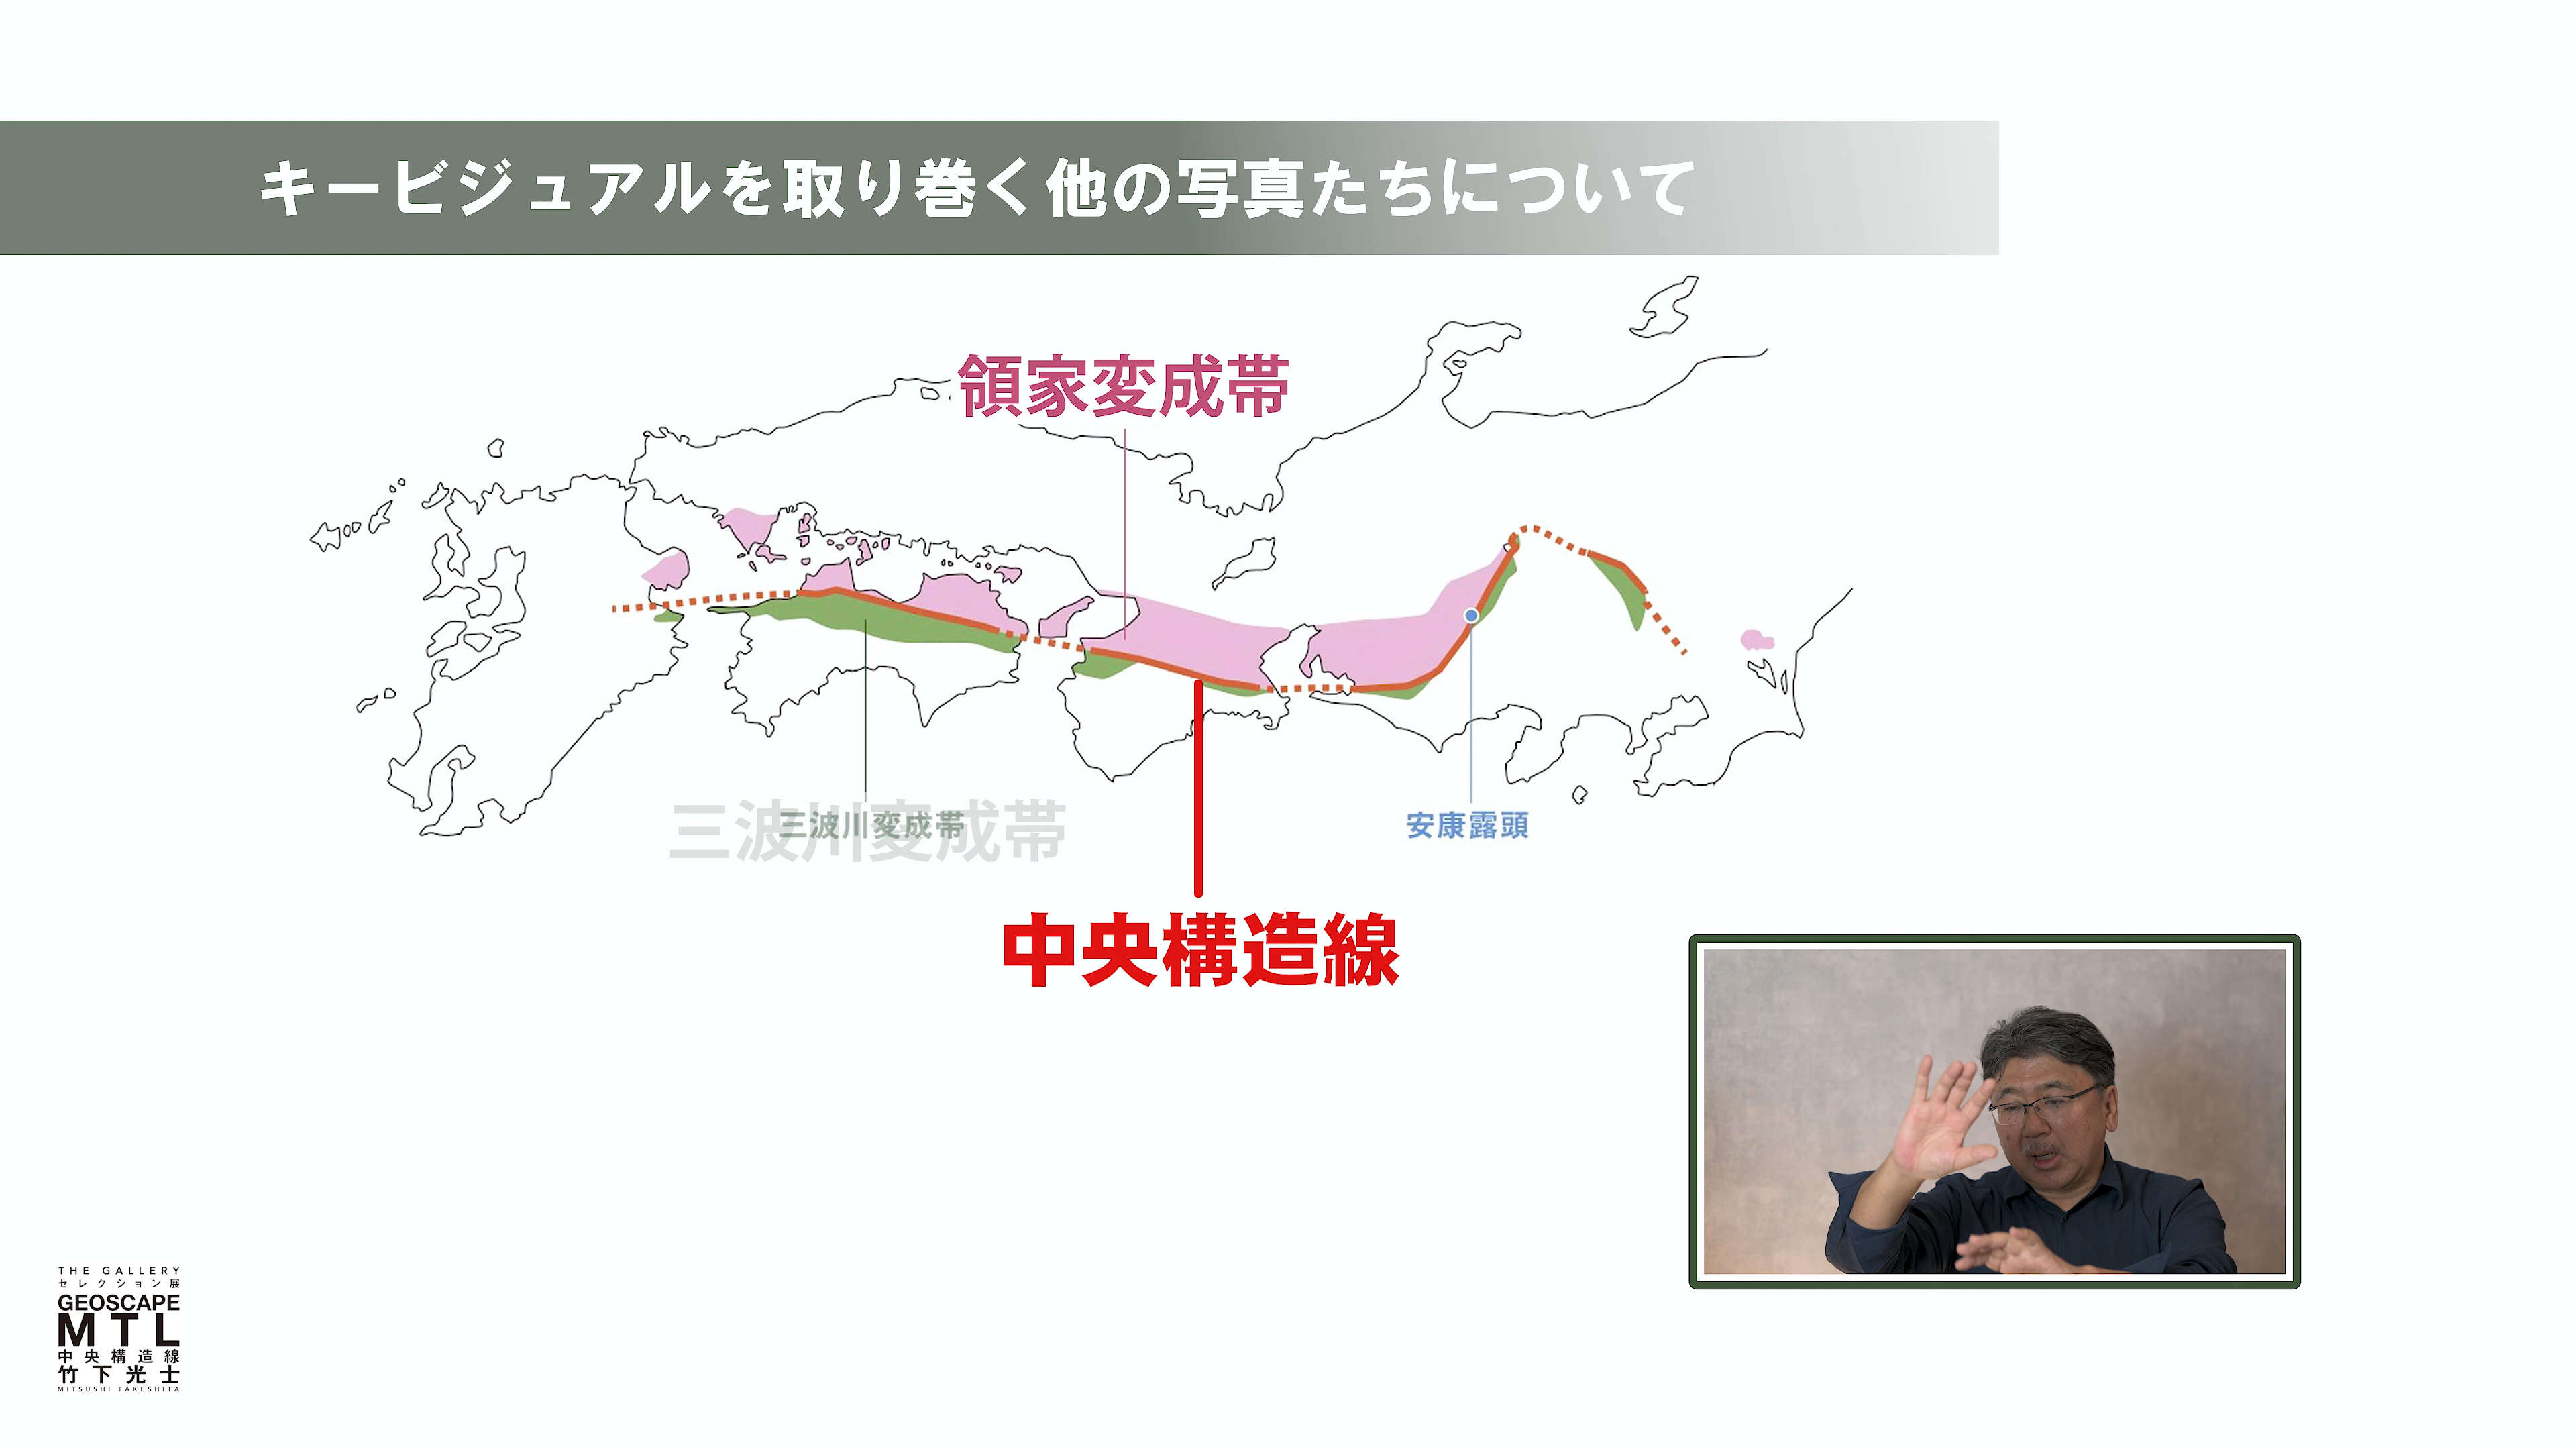 キービジュアルを取り巻く他の写真たちについて
領家変成帯
三波川変成帯
三波川変成帯
安康露頭
中央構造線
THE GALLERY
セレクション展
GEOSCAPE
MTL
中央構造線
竹下光士
MITSUSHI TAKESHITA